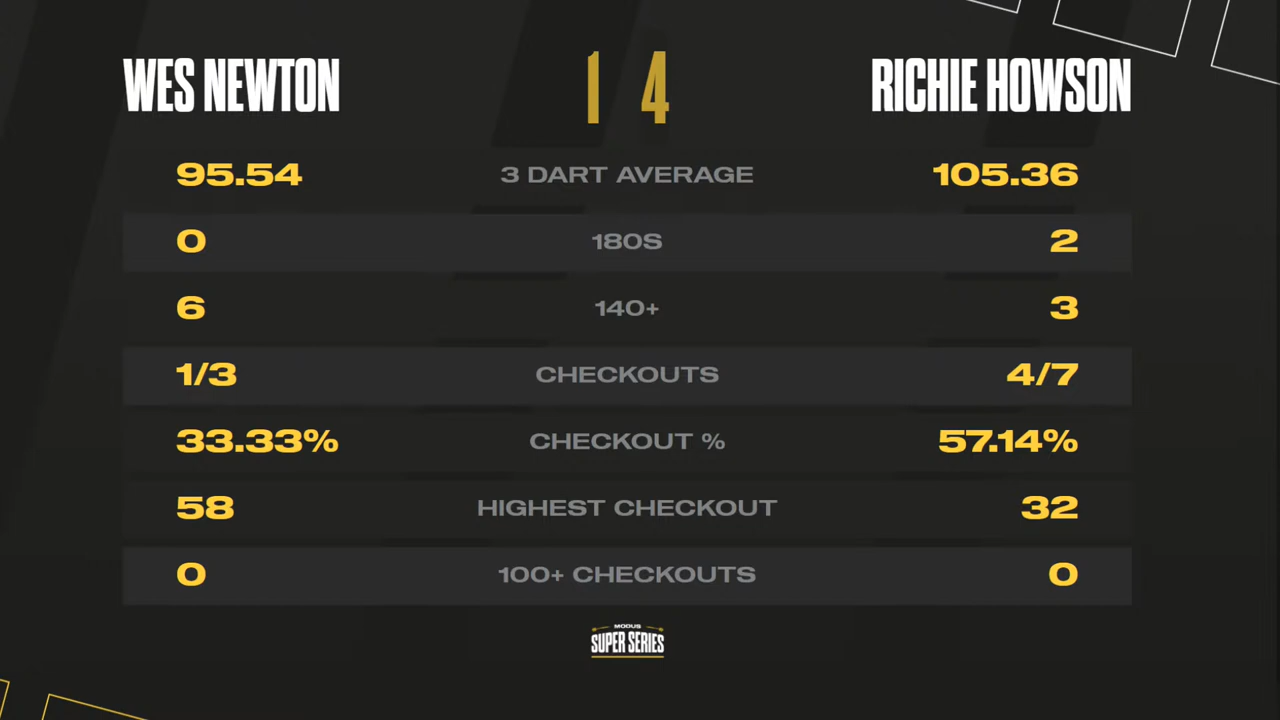 WES NEWTON 1 4 RICHIE HOWSON
95.54 3 DART AVERAGE 105.36
0 180S 2
6 140+ 3
1/3 CHECKOUTS 4/7
33.33% CHECKOUT % 57.14%
58 HIGHEST CHECKOUT 32
0 100+ CHECKOUTS 0
MODUS
SUPER SERIES